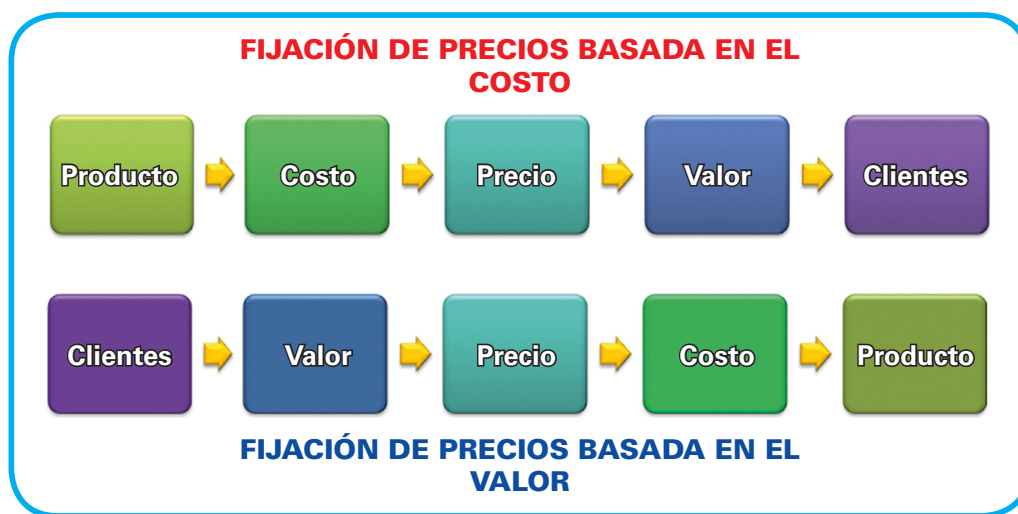 FIJACIÓN DE PRECIOS BASADA EN EL
COSTO
Producto
Costo
Precio
Valor
Clientes
Clientes
Valor
Precio
Costo
Producto
FIJACIÓN DE PRECIOS BASADA EN EL
VALOR